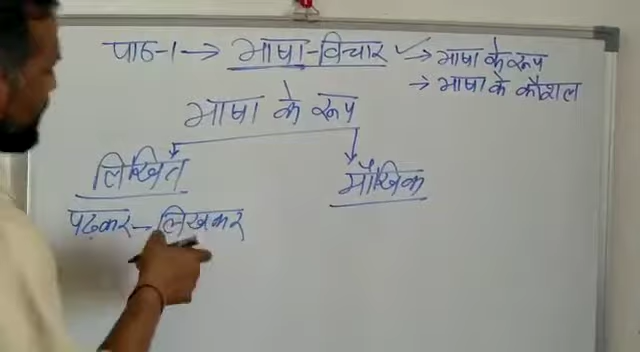 पाठ-1 → भाषा-विचार ✓ → भाषा के रूप
→ भाषा के कौशल
भाषा के रूप
लिखित मौखिक
पढ़कर - लिखकर